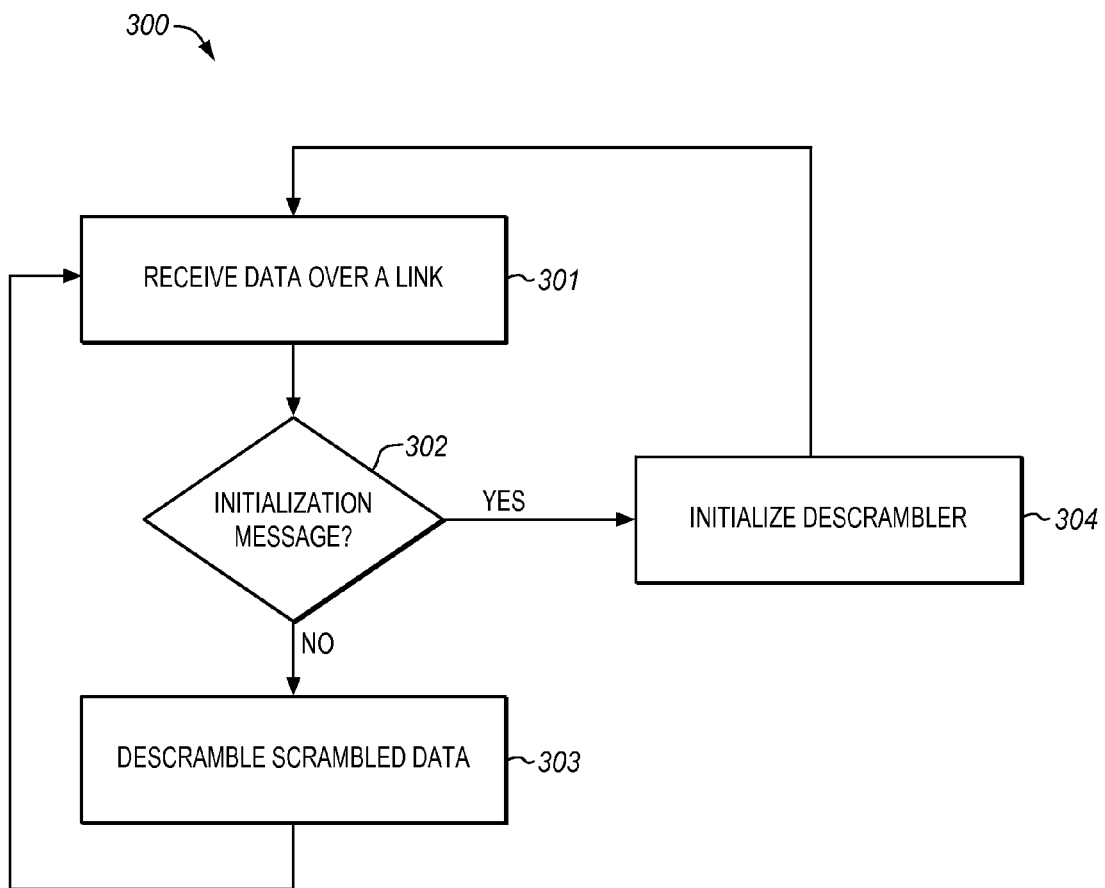 300
RECEIVE DATA OVER A LINK
301
302
INITIALIZATION
MESSAGE?
YES
INITIALIZE DESCRAMBLER
304
NO
DESCRAMBLE SCRAMBLED DATA
303